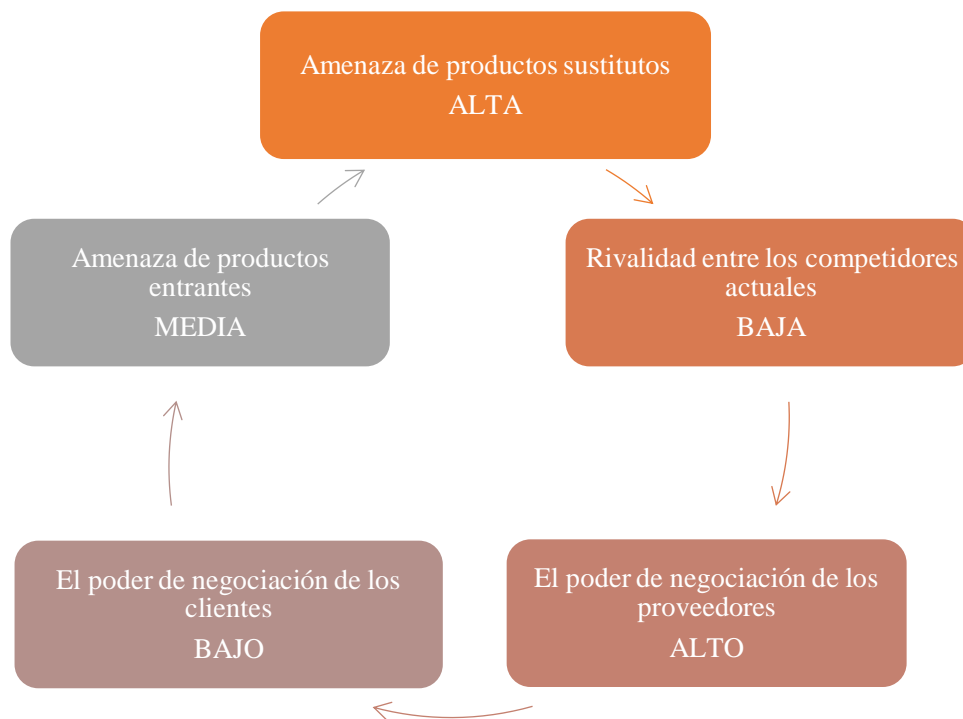 Amenaza de productos sustitutos
ALTA
Rivalidad entre los competidores
actuales
BAJA
El poder de negociación de los
proveedores
ALTO
El poder de negociación de los
clientes
BAJO
Amenaza de productos
entrantes
MEDIA